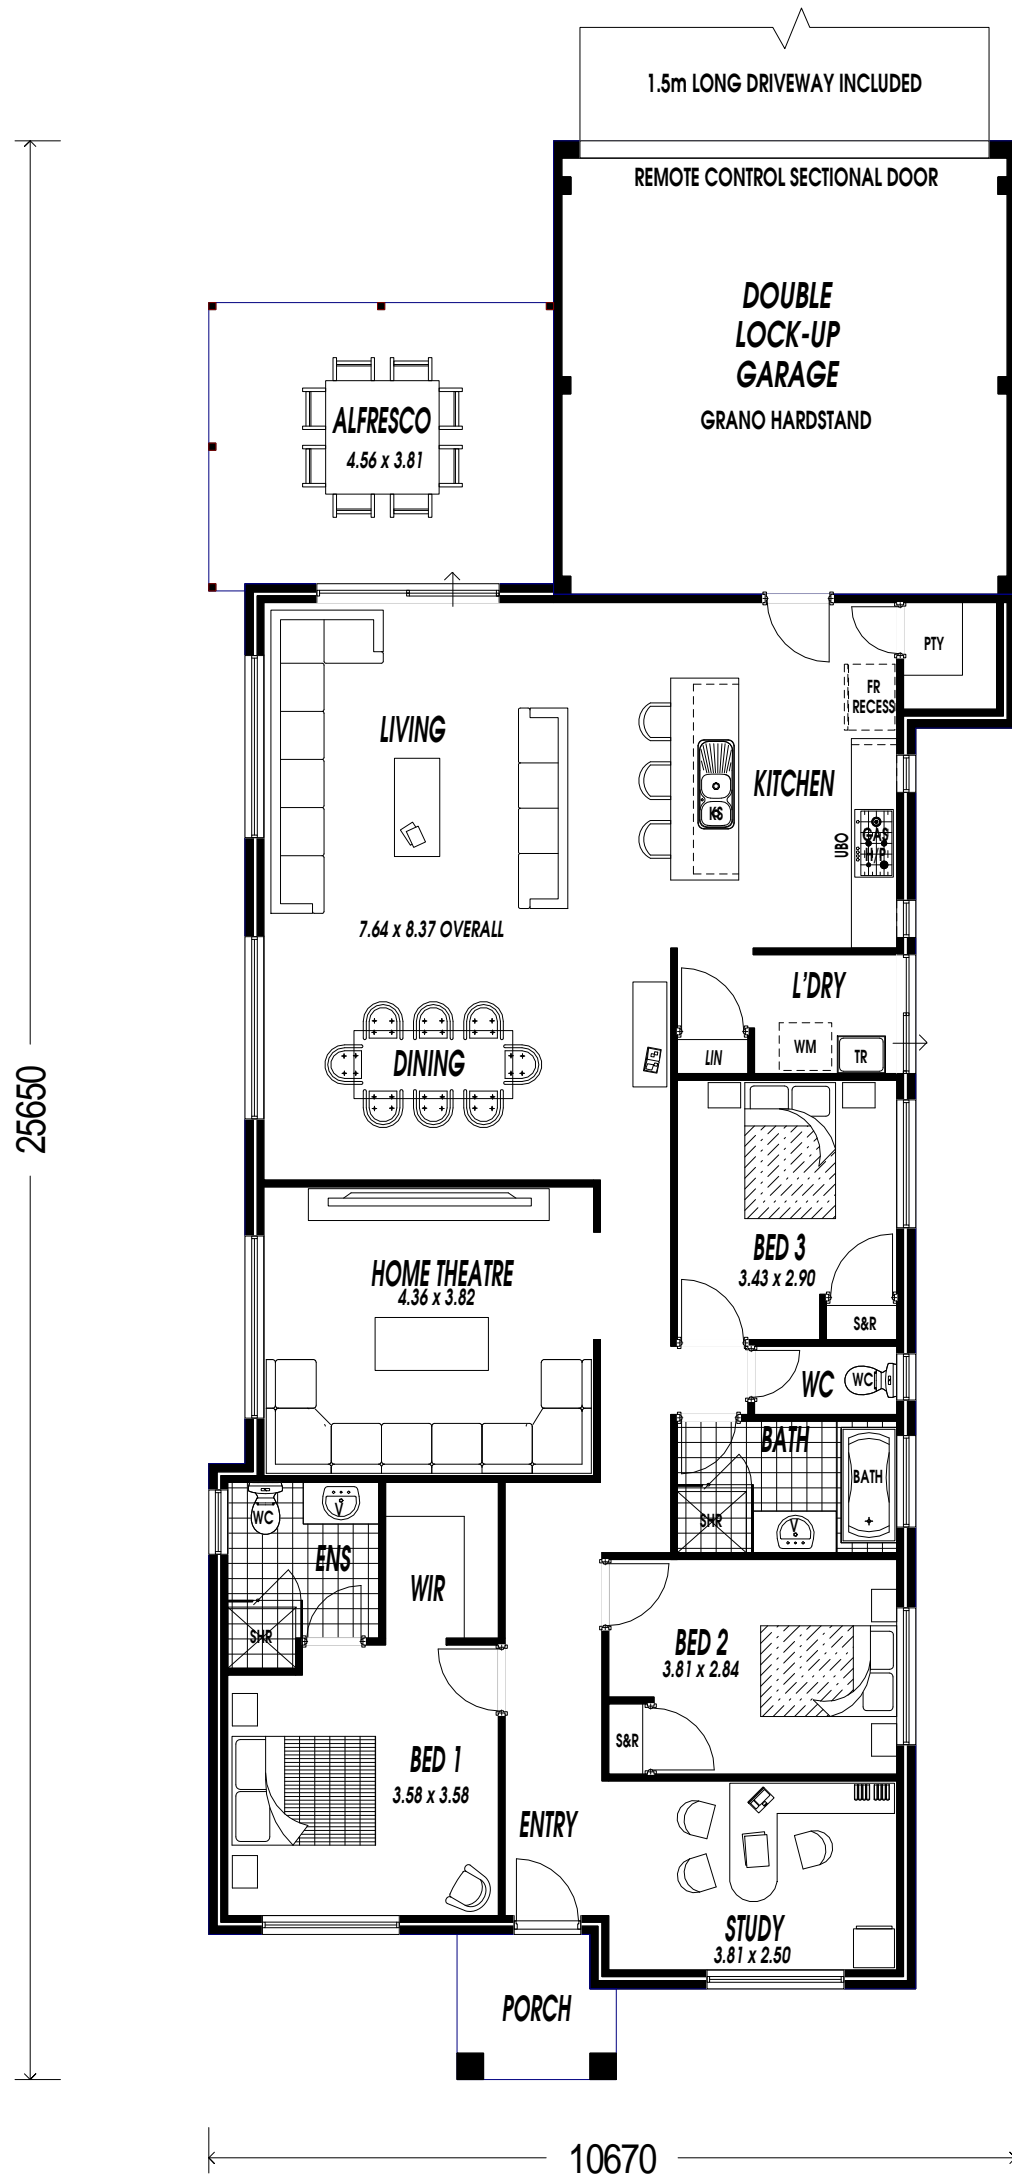 1.5m LONG DRIVEWAY INCLUDED
REMOTE CONTROL SECTIONAL DOOR
DOUBLE
LOCK-UP
GARAGE
GRANO HARDSTAND
ALFRESCO
4.56 x 3.81
PTY
FR
RECESS
LIVING
KITCHEN
KS
UBO
GAS
H/P
7.64 x 8.37 OVERALL
L'DRY
LIN
WM
TR
DINING
25650
BED 3
3.43 x 2.90
S&R
HOME THEATRE
4.36 x 3.82
WC
WC
BATH
BATH
SHR
V
WC
V
ENS
WIR
SHR
BED 2
3.81 x 2.84
S&R
BED 1
3.58 x 3.58
ENTRY
STUDY
3.81 x 2.50
PORCH
10670